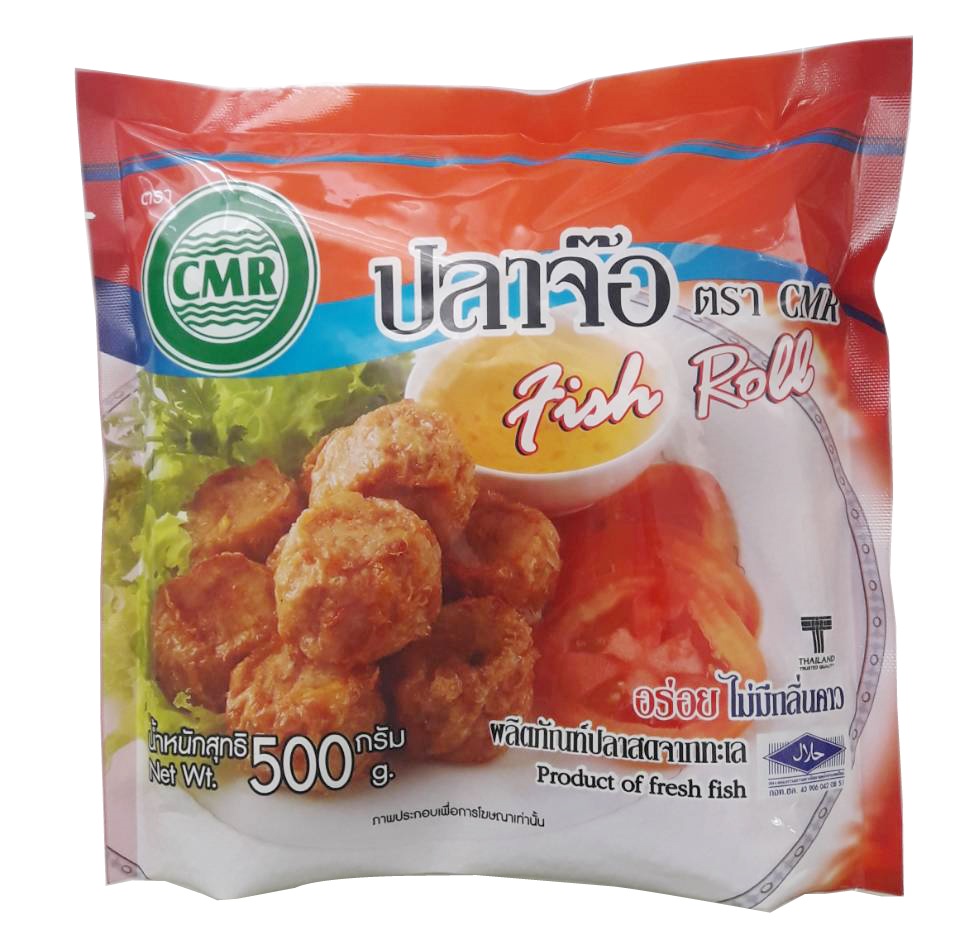 ตรา
CMR
ปลาจ๊อ ตรา CMR
Fish Roll
THAILAND
TRUSTED QUALITY
อร่อย ไม่มีกลิ่นคาว
น้ำหนักสุทธิ 500 กรัม
Net Wt. g.
ผลิตภัณฑ์ปลาสดจากทะเล
Product of fresh fish
حلال
ภาพประกอบเพื่อการโฆษณาเท่านั้น